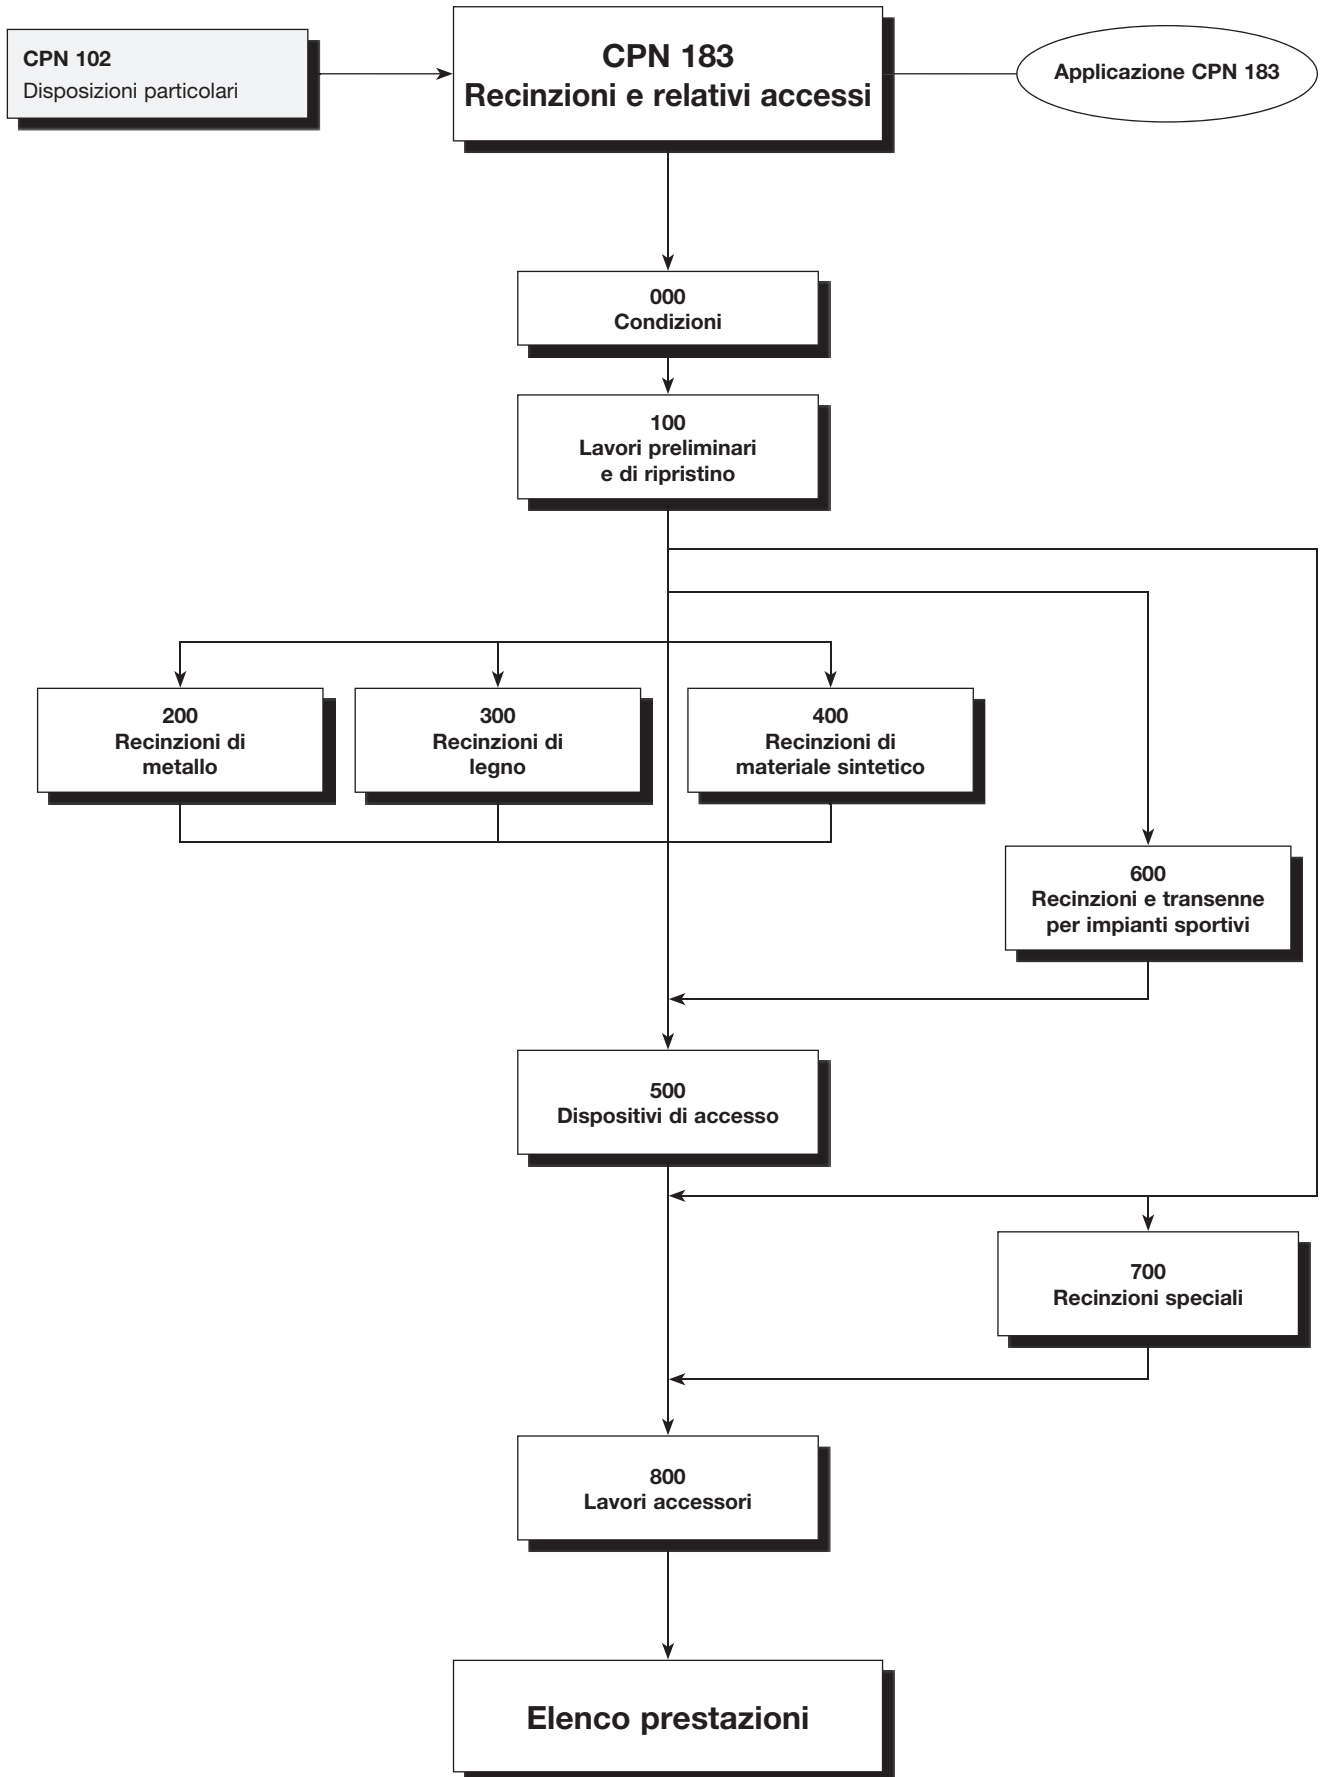 CPN 102
Disposizioni particolari
CPN 183
Recinzioni e relativi accessi
Applicazione CPN 183
000
Condizioni
100
Lavori preliminari
e di ripristino
200
Recinzioni di
metallo
300
Recinzioni di
legno
400
Recinzioni di
materiale sintetico
600
Recinzioni e transenne
per impianti sportivi
500
Dispositivi di accesso
700
Recinzioni speciali
800
Lavori accessori
Elenco prestazioni